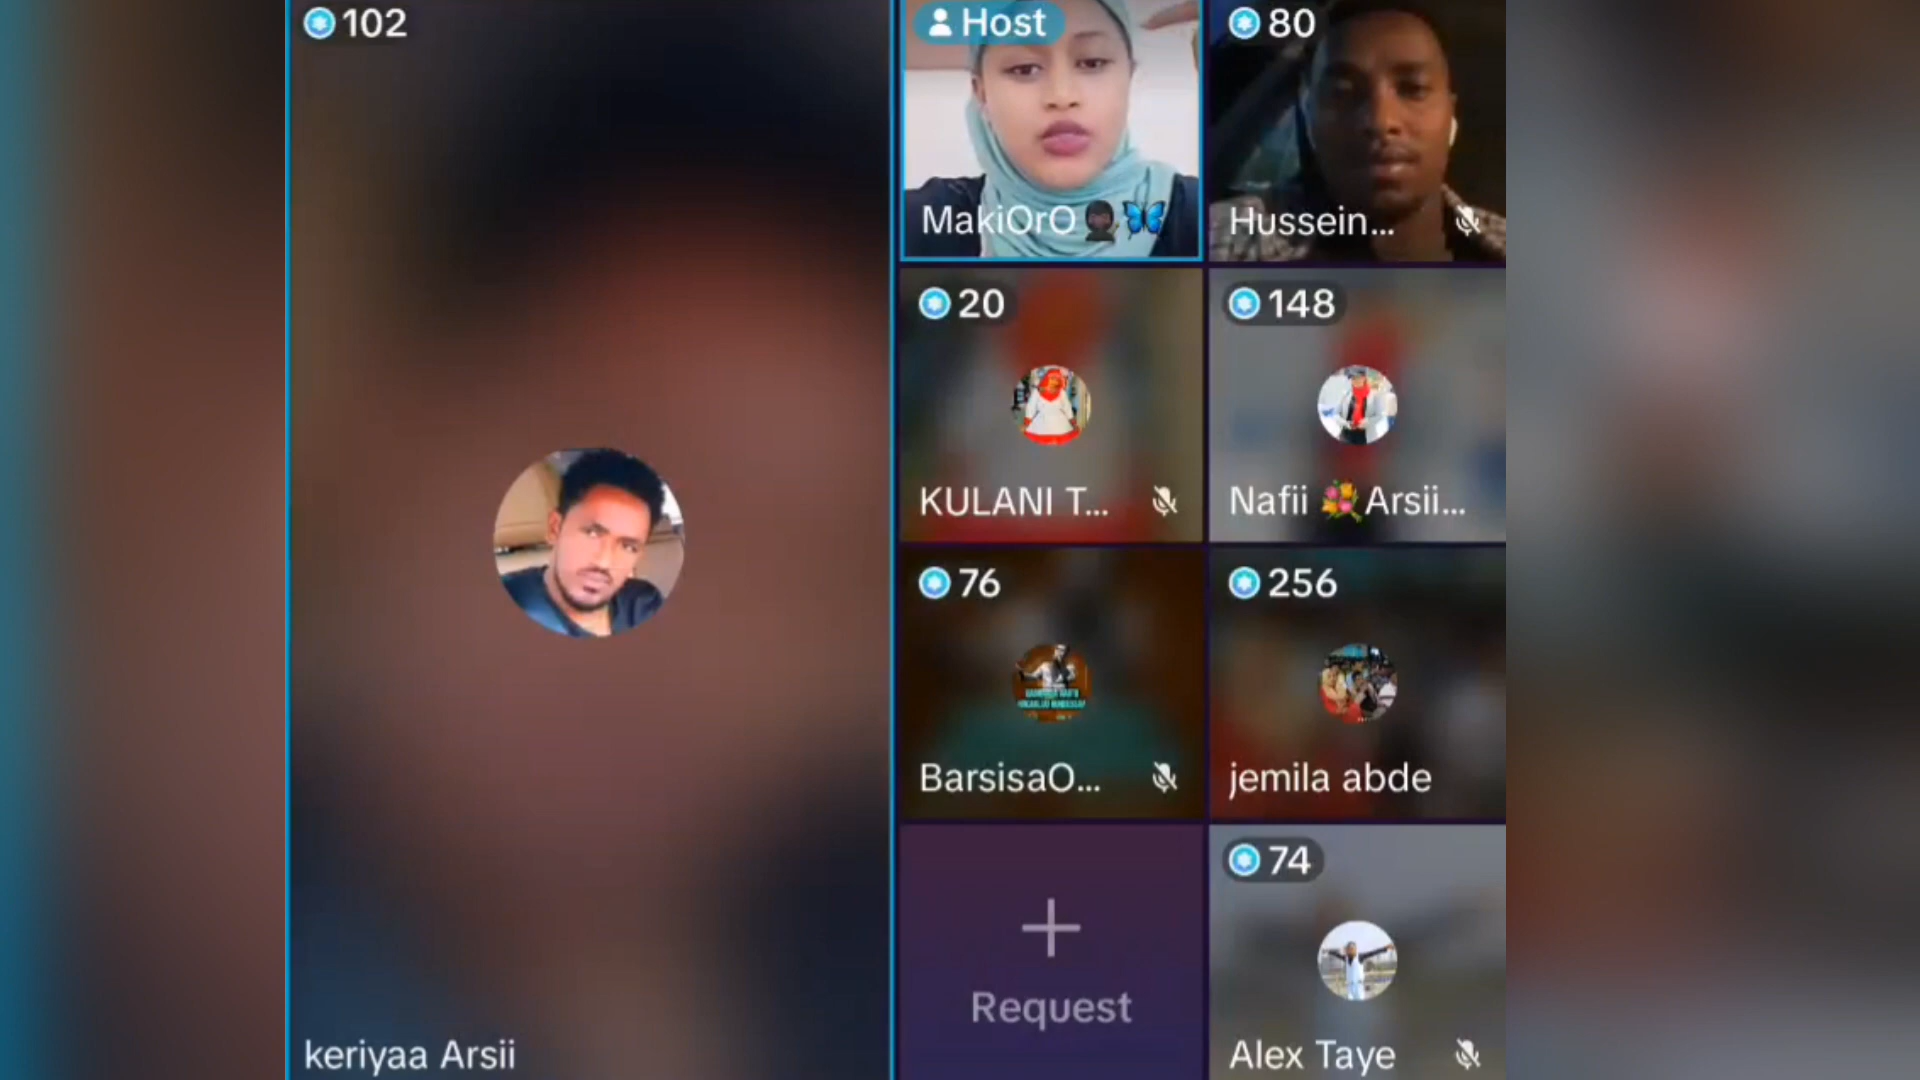 102
Host
80
MakiOrO
Hussein...
20
148
KULANI T...
Nafii 💐Arsii...
76
256
BarsisaO...
jemila abde
74
Request
keriyaa Arsii
Alex Taye